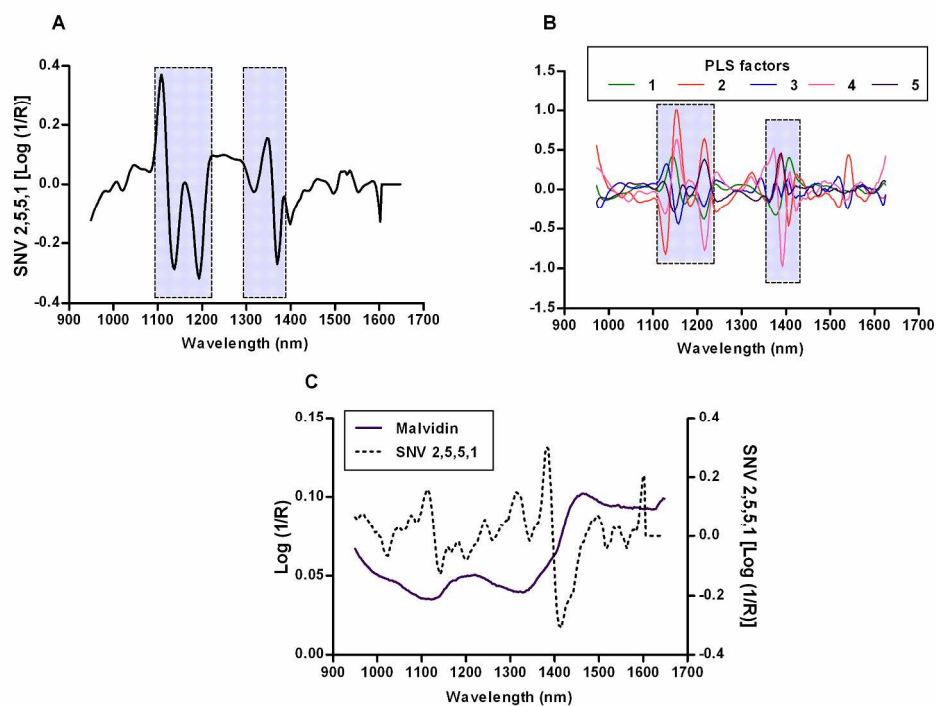 A
SNV 2,5,5,1 [Log (1/R)]
0.4
0.2
0.0
-0.2
-0.4
900 1000 1100 1200 1300 1400 1500 1600 1700
Wavelength (nm)
B
PLS factors
1 2 3 4 5
1.5
1.0
0.5
0.0
-0.5
-1.0
-1.5
900 1000 1100 1200 1300 1400 1500 1600 1700
Wavelength (nm)
C
Malvidin
SNV 2,5,5,1
Log (1/R)
0.15
0.10
0.05
0.00
0.4
0.2
0.0
-0.2
-0.4
SNV 2,5,5,1 [Log (1/R)]
900 1000 1100 1200 1300 1400 1500 1600 1700
Wavelength (nm)